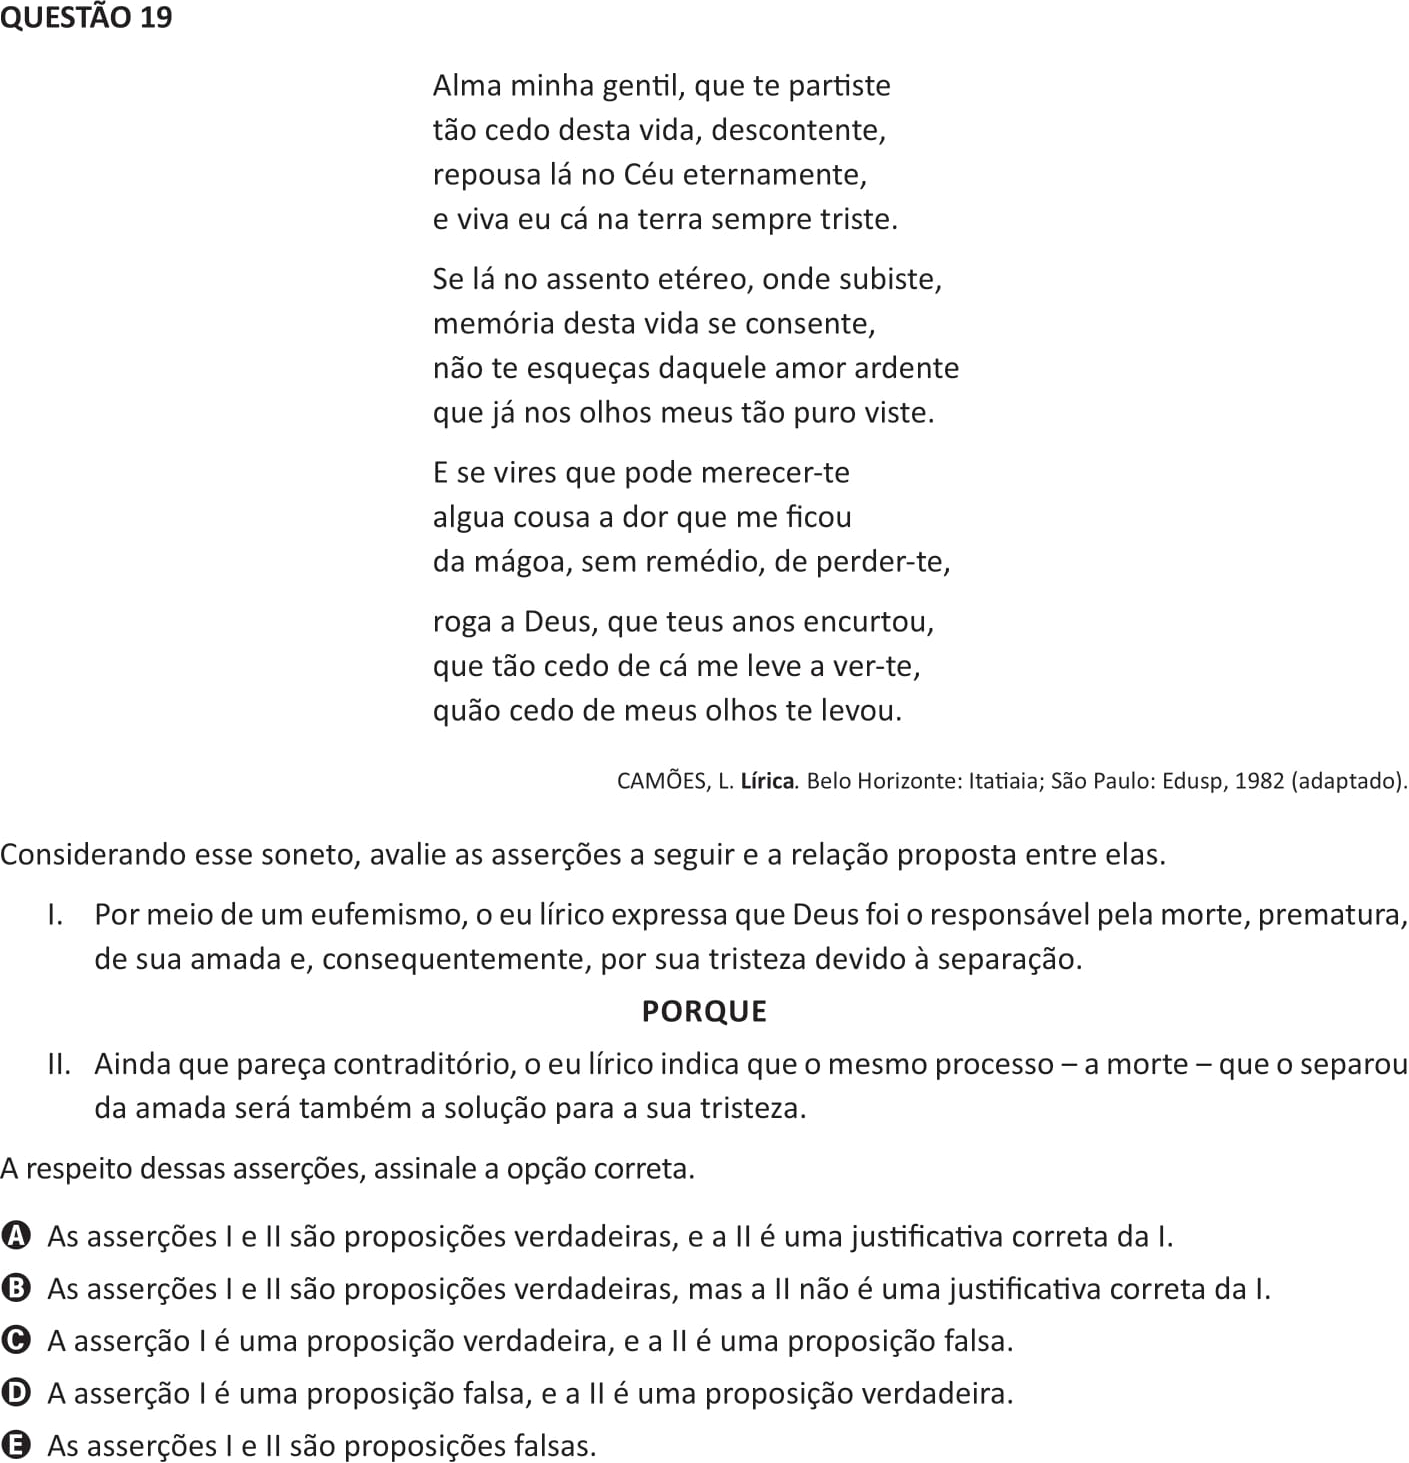 QUESTÃO 19
Alma minha gentil, que te partiste
tão cedo desta vida, descontente,
repousa lá no Céu eternamente,
e viva eu cá na terra sempre triste.
Se lá no assento etéreo, onde subiste,
memória desta vida se consente,
não te esqueças daquele amor ardente
que já nos olhos meus tão puro viste.
E se vires que pode merecer-te
algua cousa a dor que me ficou
da mágoa, sem remédio, de perder-te,
roga a Deus, que teus anos encurtou,
que tão cedo de cá me leve a ver-te,
quão cedo de meus olhos te levou.
CAMÕES, L. Lírica. Belo Horizonte: Itatiaia; São Paulo: Edusp, 1982 (adaptado).
Considerando esse soneto, avalie as asserções a seguir e a relação proposta entre elas.
I. Por meio de um eufemismo, o eu lírico expressa que Deus foi o responsável pela morte, prematura,
de sua amada e, consequentemente, por sua tristeza devido à separação.
PORQUE
II. Ainda que pareça contraditório, o eu lírico indica que o mesmo processo – a morte – que o separou
da amada será também a solução para a sua tristeza.
A respeito dessas asserções, assinale a opção correta.
A As asserções I e II são proposições verdadeiras, e a II é uma justificativa correta da I.
B As asserções I e II são proposições verdadeiras, mas a II não é uma justificativa correta da I.
C A asserção I é uma proposição verdadeira, e a II é uma proposição falsa.
D A asserção I é uma proposição falsa, e a II é uma proposição verdadeira.
E As asserções I e II são proposições falsas.